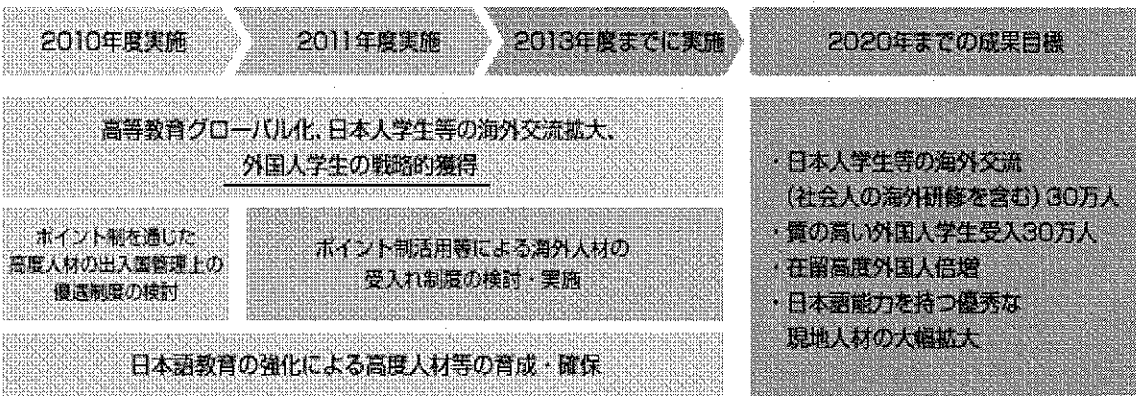 2010年度実施
2011年度実施
2013年度までに実施
2020年までの成果目標
高等教育グローバル化、日本人学生等の海外交流拡大、
外国人学生の戦略的獲得
ポイント制を通じた
高度人材の出入国管理上の
優遇制度の検討
ポイント制活用等による海外人材の
受入れ制度の検討・実施
日本語教育の強化による高度人材等の育成・確保
・日本人学生等の海外交流
(社会人の海外研修を含む)30万人
・質の高い外国人学生受入30万人
・在留高度外国人倍増
・日本語能力を持つ優秀な
現地人材の大幅拡大